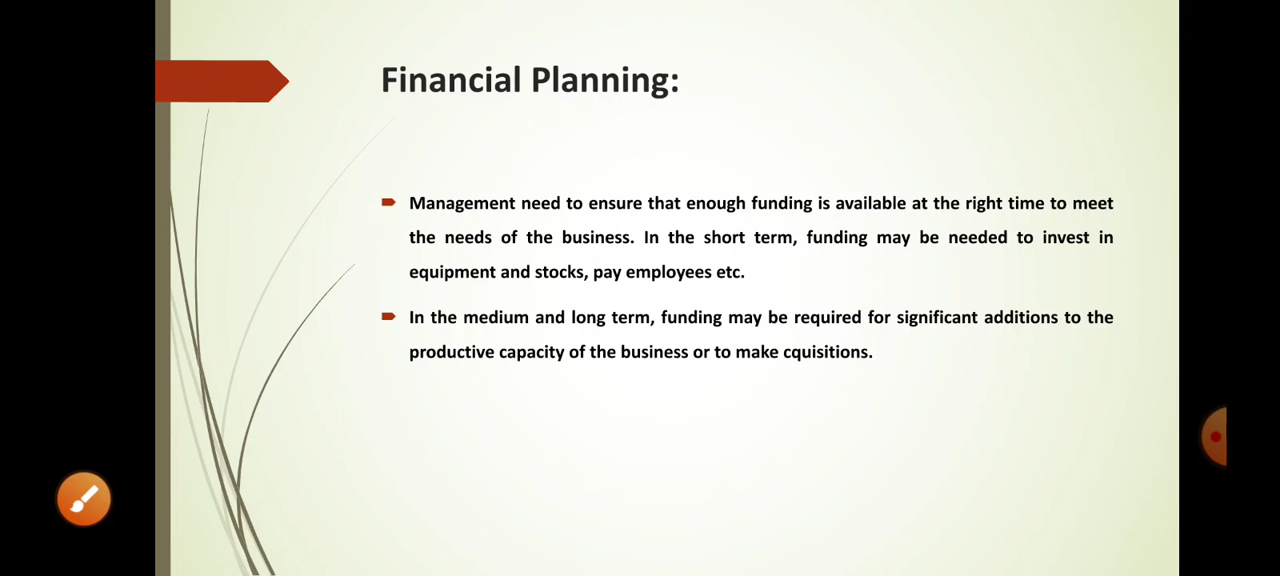 Financial Planning:
Management need to ensure that enough funding is available at the right time to meet
the needs of the business. In the short term, funding may be needed to invest in
equipment and stocks, pay employees etc.
In the medium and long term, funding may be required for significant additions to the
productive capacity of the business or to make cquisitions.